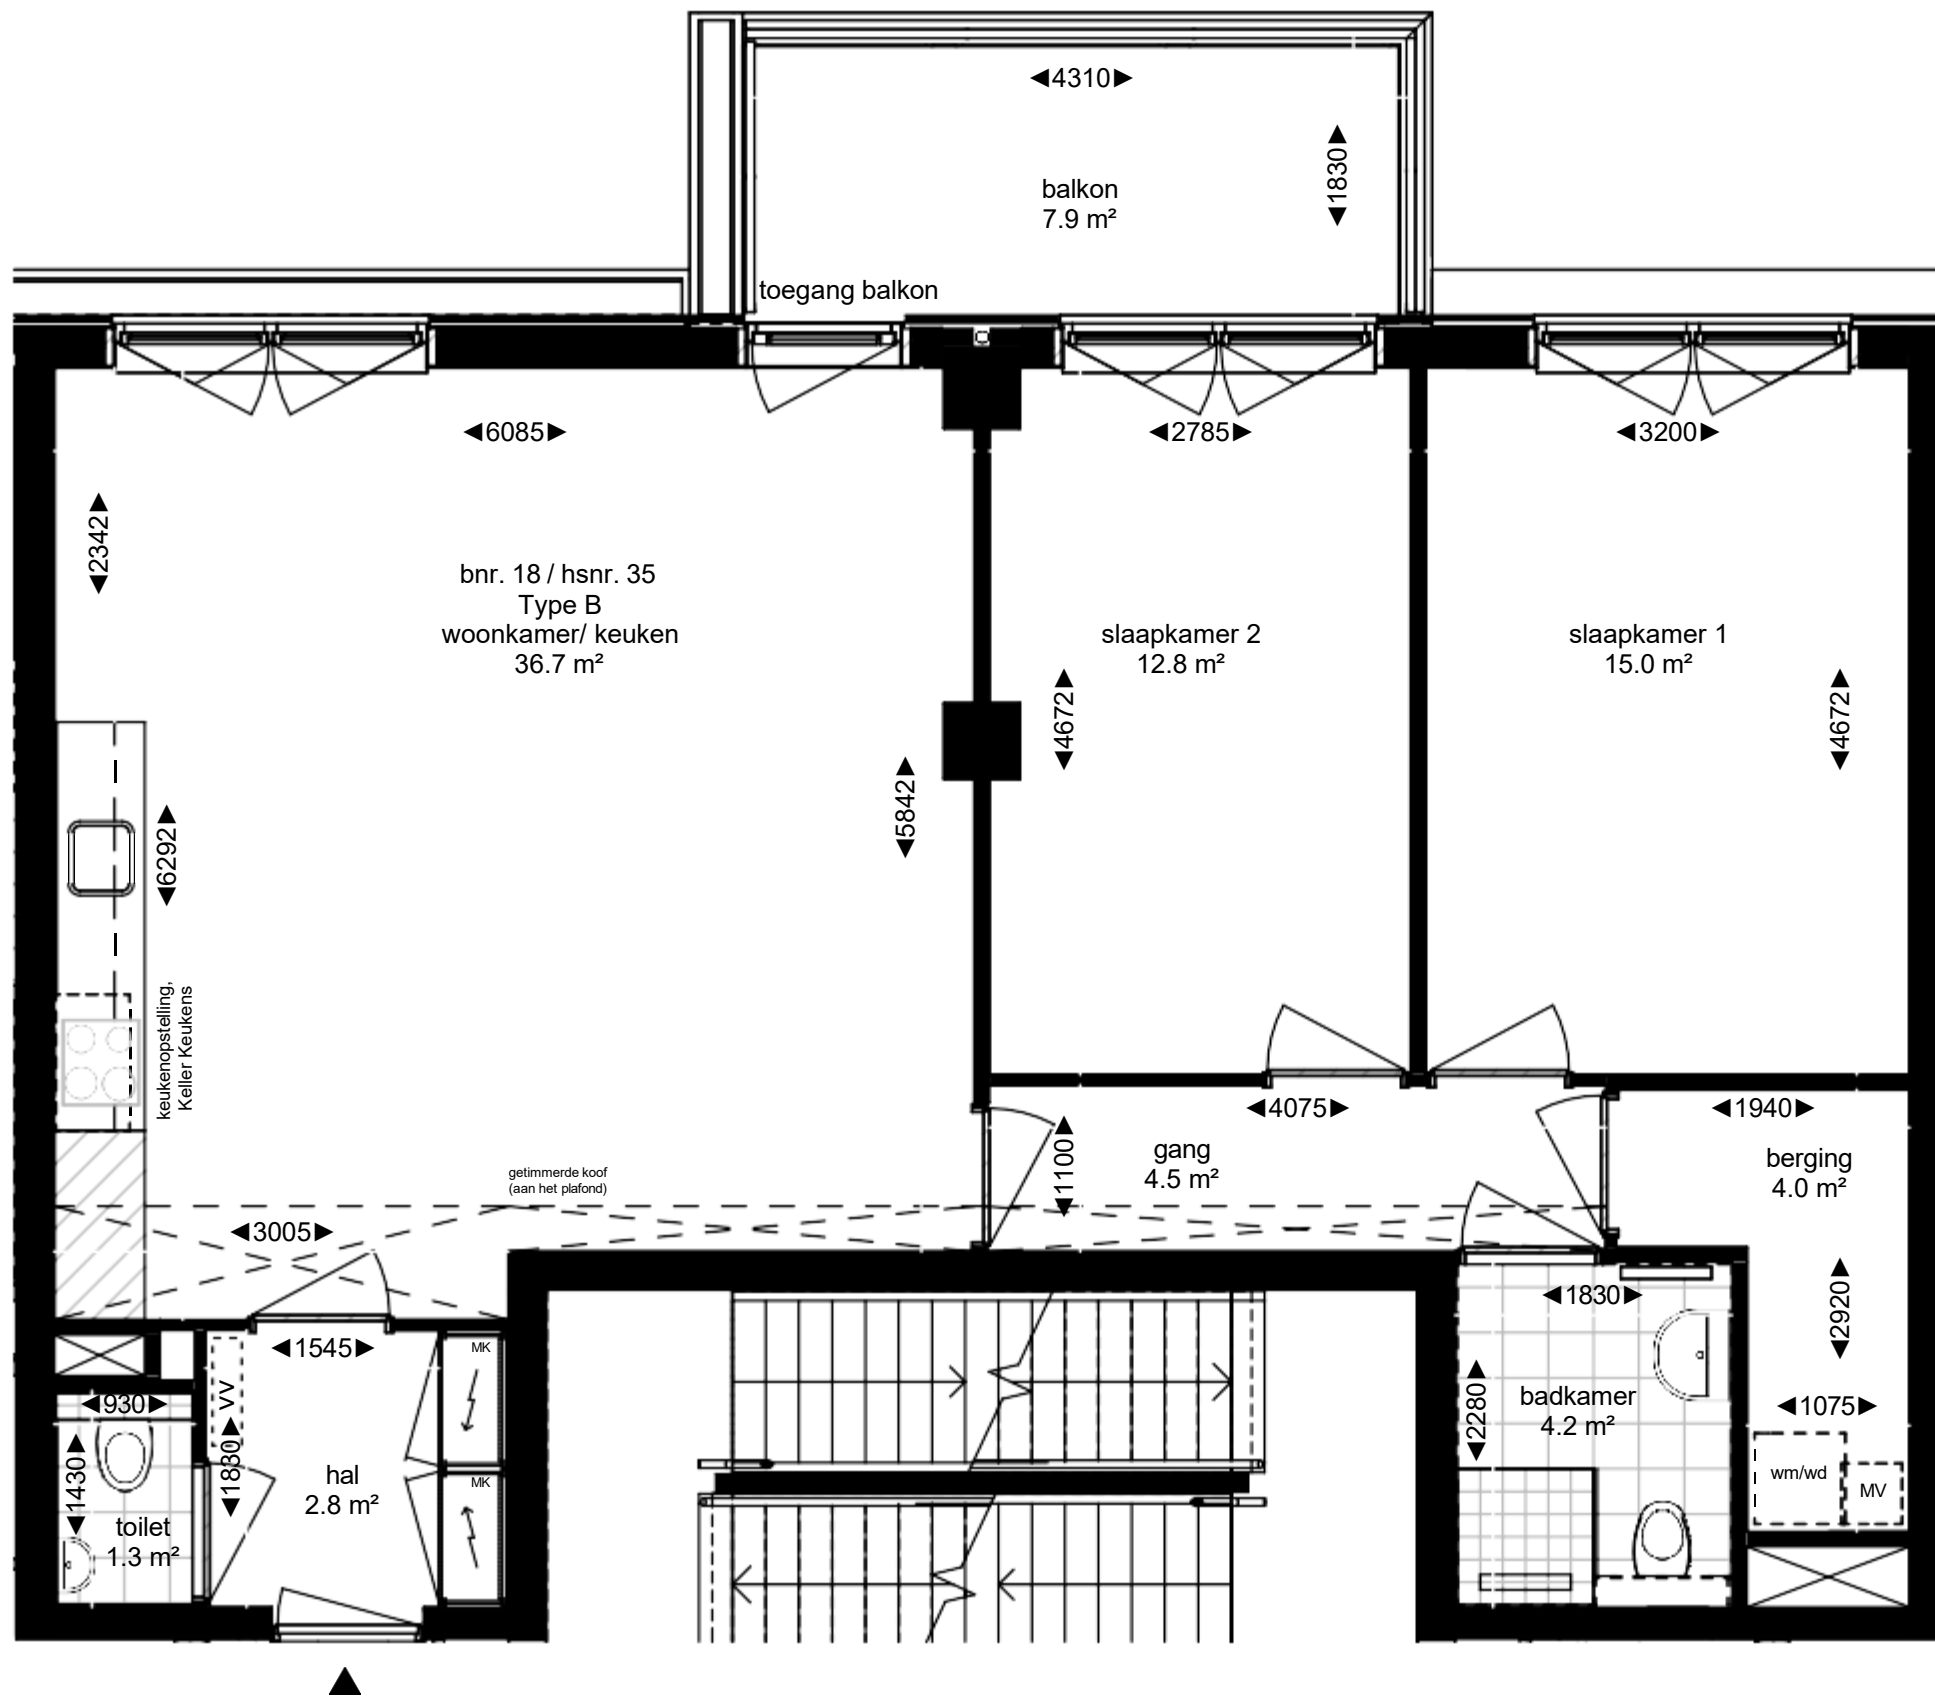 ◄4310►
◄1830►
balkon
7.9 m²
toegang balkon
◄6085►
◄2785►
◄3200►
◄2342►
bnr. 18 / hsnr. 35
Type B
woonkamer/ keuken
36.7 m²
slaapkamer 2
12.8 m²
slaapkamer 1
15.0 m²
◄4672►
◄4672►
◄5842►
◄6292►
keukenopstelling,
Keller Keukens
◄4075►
◄1940►
◄1100►
gang
4.5 m²
berging
4.0 m²
getimmerde koof
(aan het plafond)
◄3005►
◄1545►
MK
◄1830►
◄2920►
VV
◄930►
◄2280►
badkamer
4.2 m²
◄1075►
◄1430►
◄1830►
hal
2.8 m²
MK
wm/wd
MV
toilet
1.3 m²